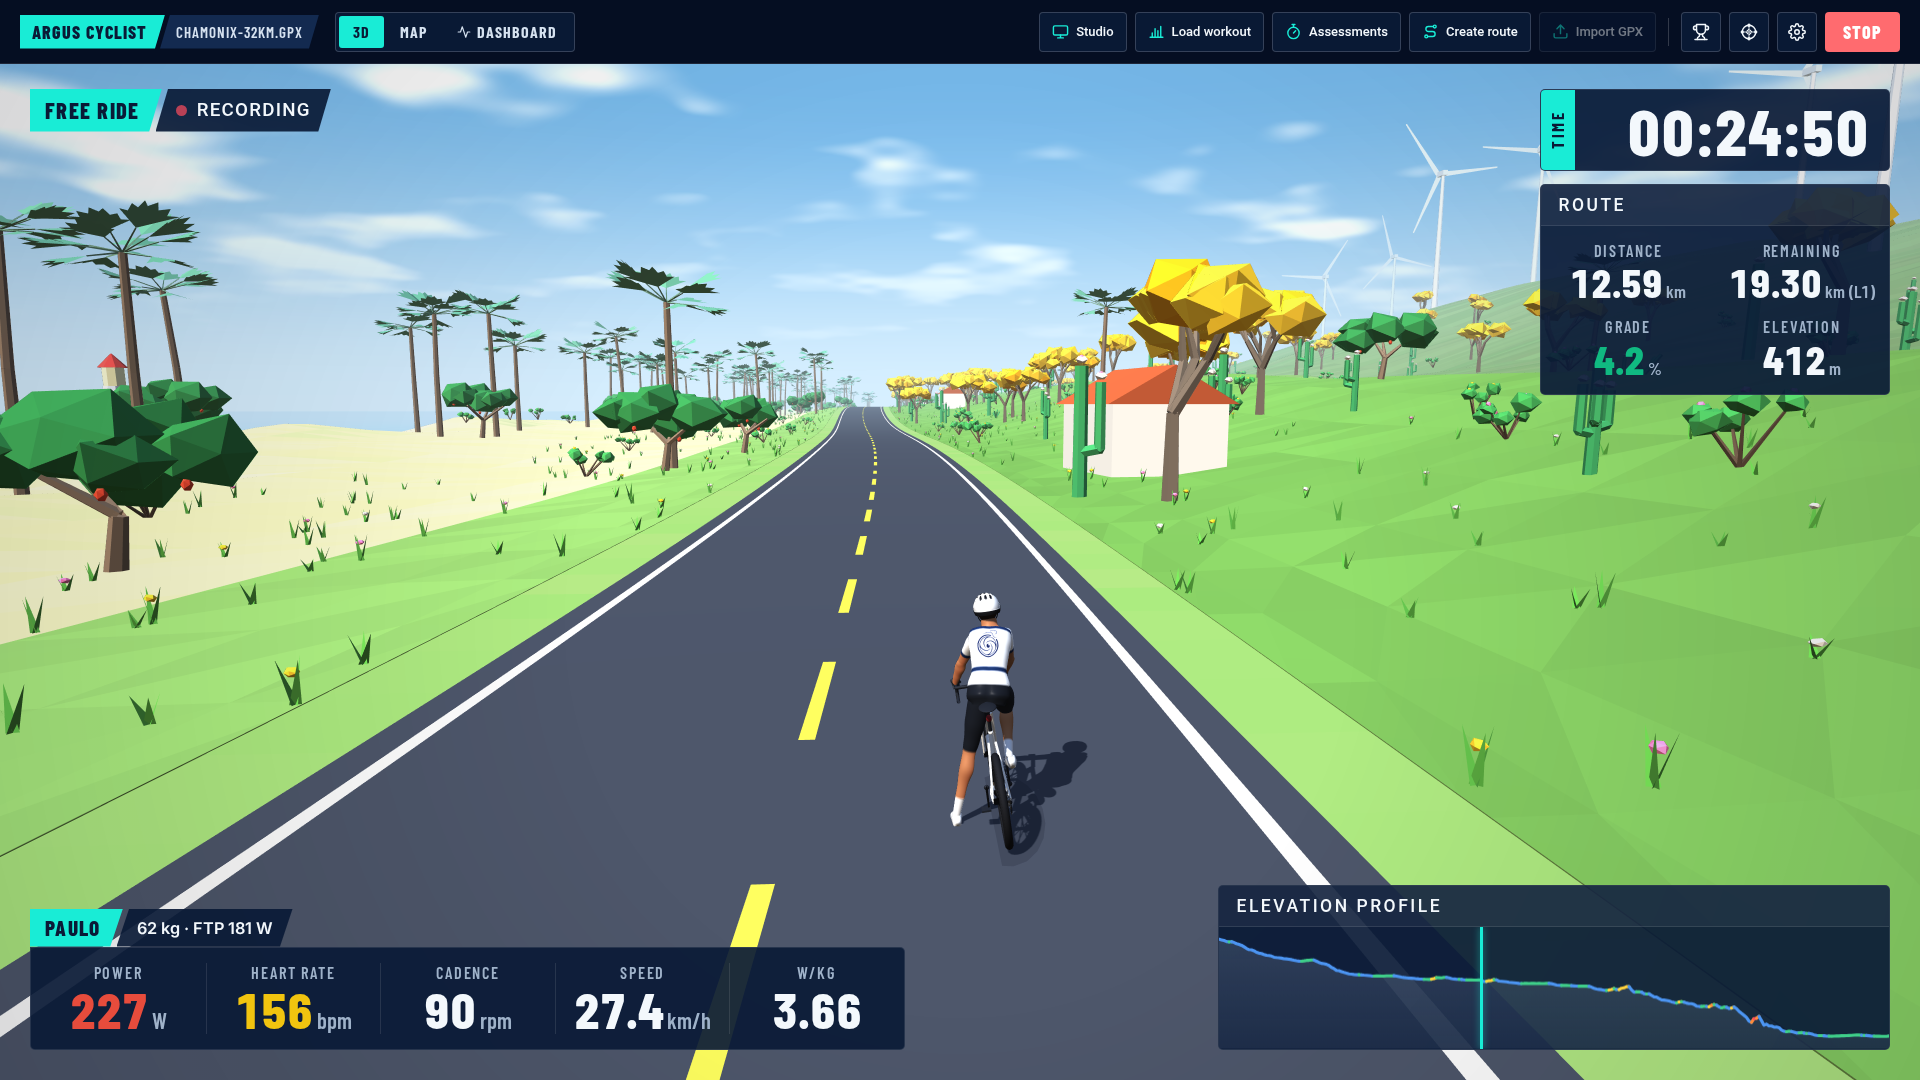 ARGUS CYCLIST
CHAMONIX-32KM.GPX
3D
MAP
DASHBOARD
Studio
Load workout
Assessments
Create route
Import GPX
STOP
FREE RIDE
RECORDING
TIME
00:24:50
ROUTE
DISTANCE
12.59 km
REMAINING
19.30 km (L1)
GRADE
4.2 %
ELEVATION
412 m
PAULO
62 kg · FTP 181 W
POWER
227 W
HEART RATE
156 bpm
CADENCE
90 rpm
SPEED
27.4 km/h
W/KG
3.66
ELEVATION PROFILE